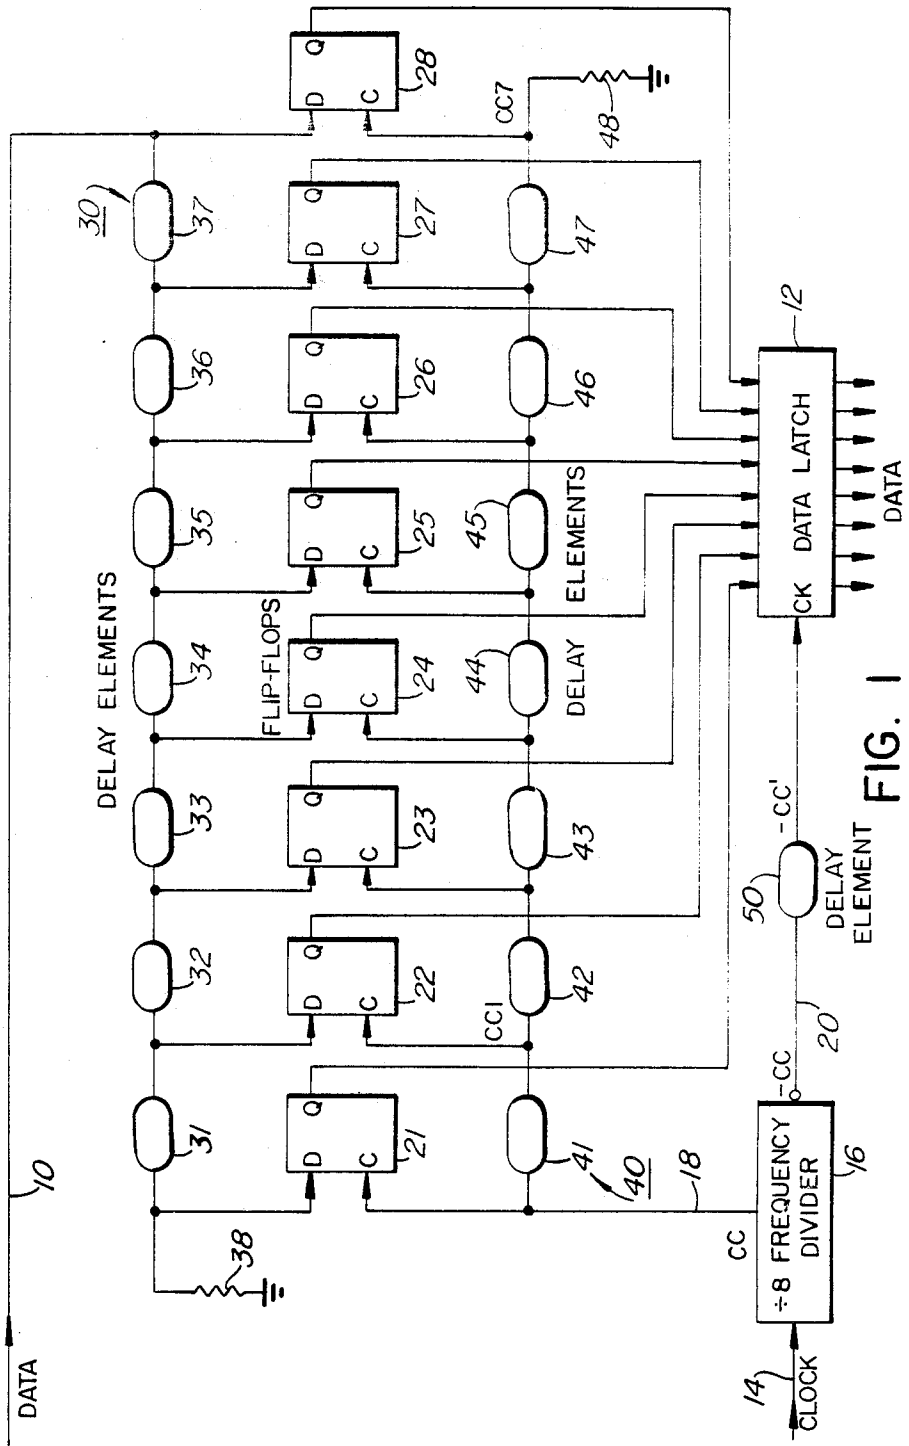 DATA
10
DELAY ELEMENTS
30
31
32
33
34
35
36
37
38
FLIP-FLOPS
D Q
C
21
D Q
C
22
D Q
C
23
D Q
C
24
D Q
C
25
D Q
C
26
D Q
C
27
D Q
C
28
CC1
CC7
40
41
42
43
44
45
46
47
48
DELAY ELEMENTS
18
CC
CLOCK
14
÷8 FREQUENCY
DIVIDER
16
-CC
20
50
-CC'
DELAY
ELEMENT
CK DATA LATCH
12
DATA
FIG. 1